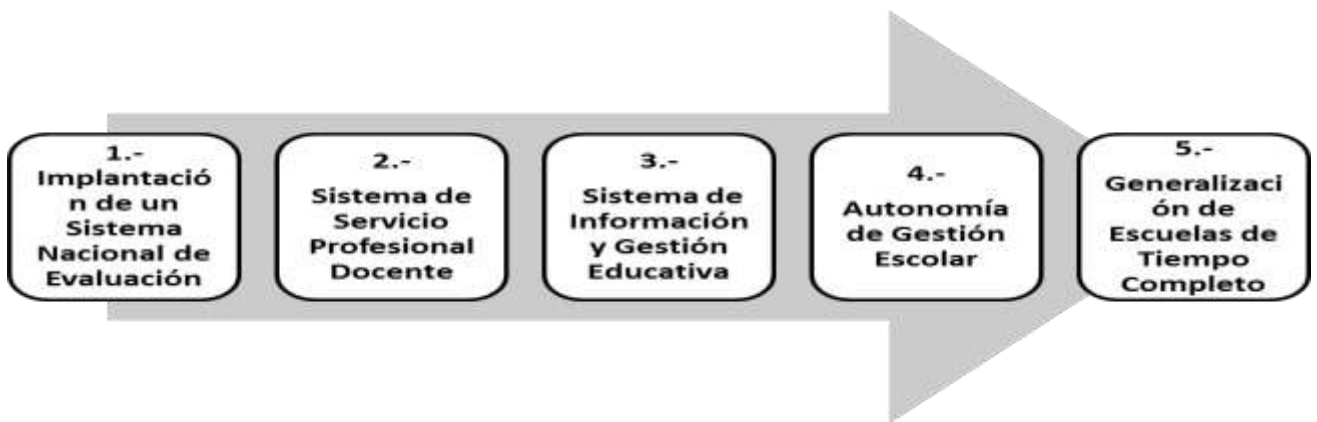 1.-
Implantació
n de un
Sistema
Nacional de
Evaluación
2.-
Sistema de
Servicio
Profesional
Docente
3.-
Sistema de
Información
y Gestión
Educativa
4.-
Autonomía
de Gestión
Escolar
5.-
Generalizaci
ón de
Escuelas de
Tiempo
Completo